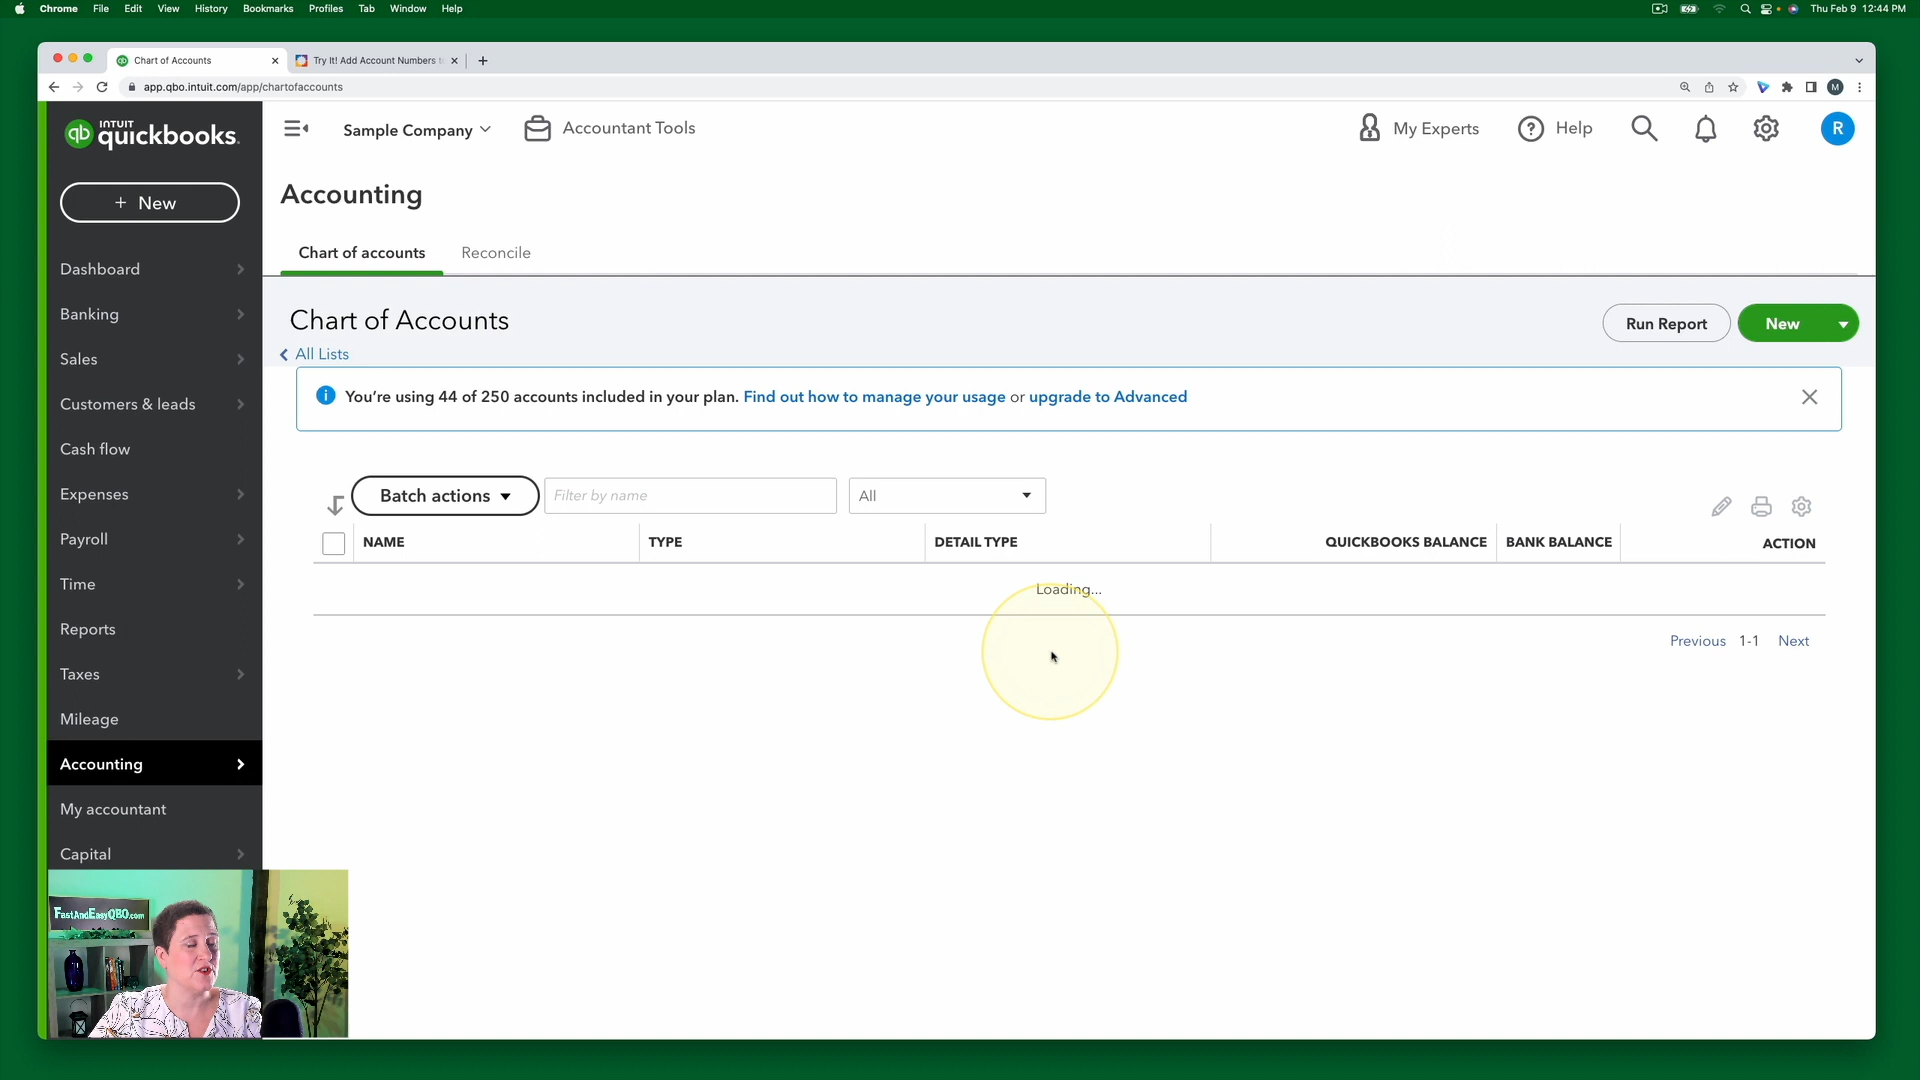 Chrome File Edit View History Bookmarks Profiles Tab Window Help Thu Feb 9 12:44 PM
Chart of Accounts Try It! Add Account Numbers
app.qbo.intuit.com/app/chartofaccounts M
INTUIT
qb quickbooks.
Sample Company Accountant Tools My Experts Help R
+ New
Accounting
Chart of accounts Reconcile
Dashboard
Banking
Sales
Customers & leads
Cash flow
Expenses
Payroll
Time
Reports
Taxes
Mileage
Accounting
My accountant
Capital
Chart of Accounts
Run Report New
All Lists
You're using 44 of 250 accounts included in your plan. Find out how to manage your usage or upgrade to Advanced
Batch actions Filter by name All
NAME TYPE DETAIL TYPE QUICKBOOKS BALANCE BANK BALANCE ACTION
Loading...
Previous 1-1 Next
FastAndEasyQBO.com